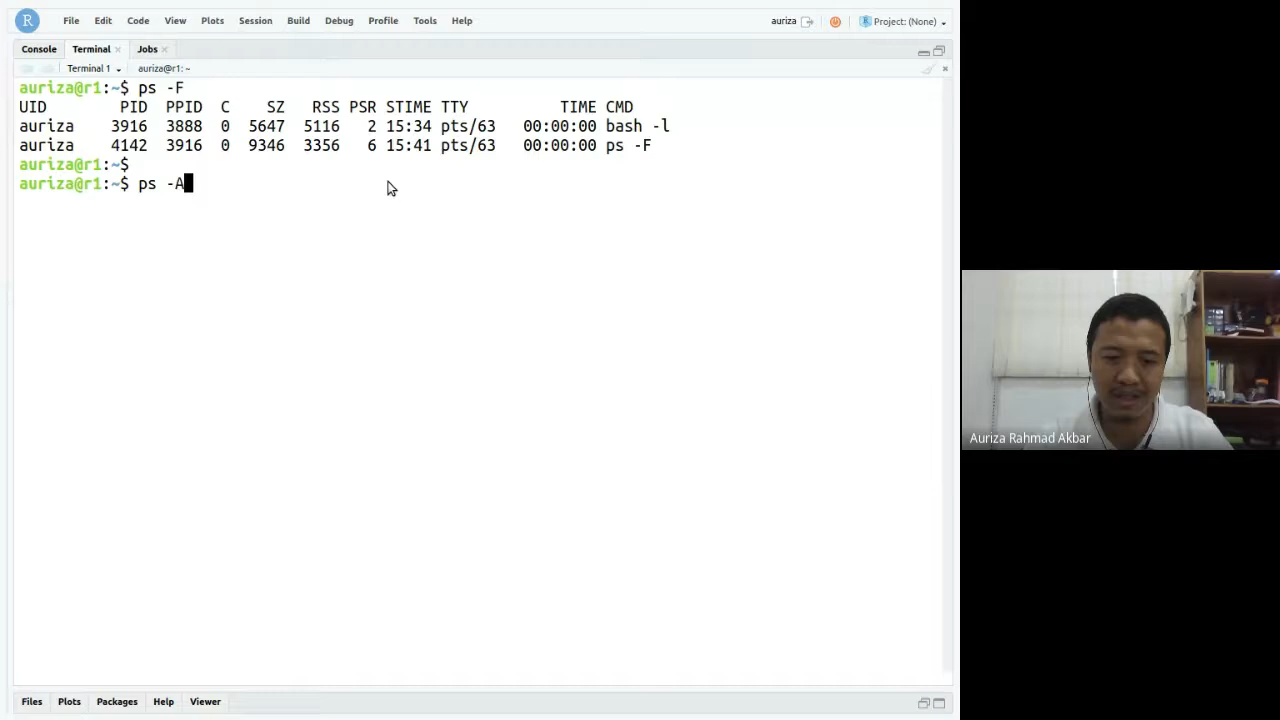 R File Edit Code View Plots Session Build Debug Profile Tools Help auriza Project: (None)
Console Terminal Jobs
Terminal 1 auriza@r1: ~
auriza@r1:~$ ps -F
UID PID PPID C SZ RSS PSR STIME TTY TIME CMD
auriza 3916 3888 0 5647 5116 2 15:34 pts/63 00:00:00 bash -l
auriza 4142 3916 0 9346 3356 6 15:41 pts/63 00:00:00 ps -F
auriza@r1:~$
auriza@r1:~$ ps -A
Auriza Rahmad Akbar
Files Plots Packages Help Viewer